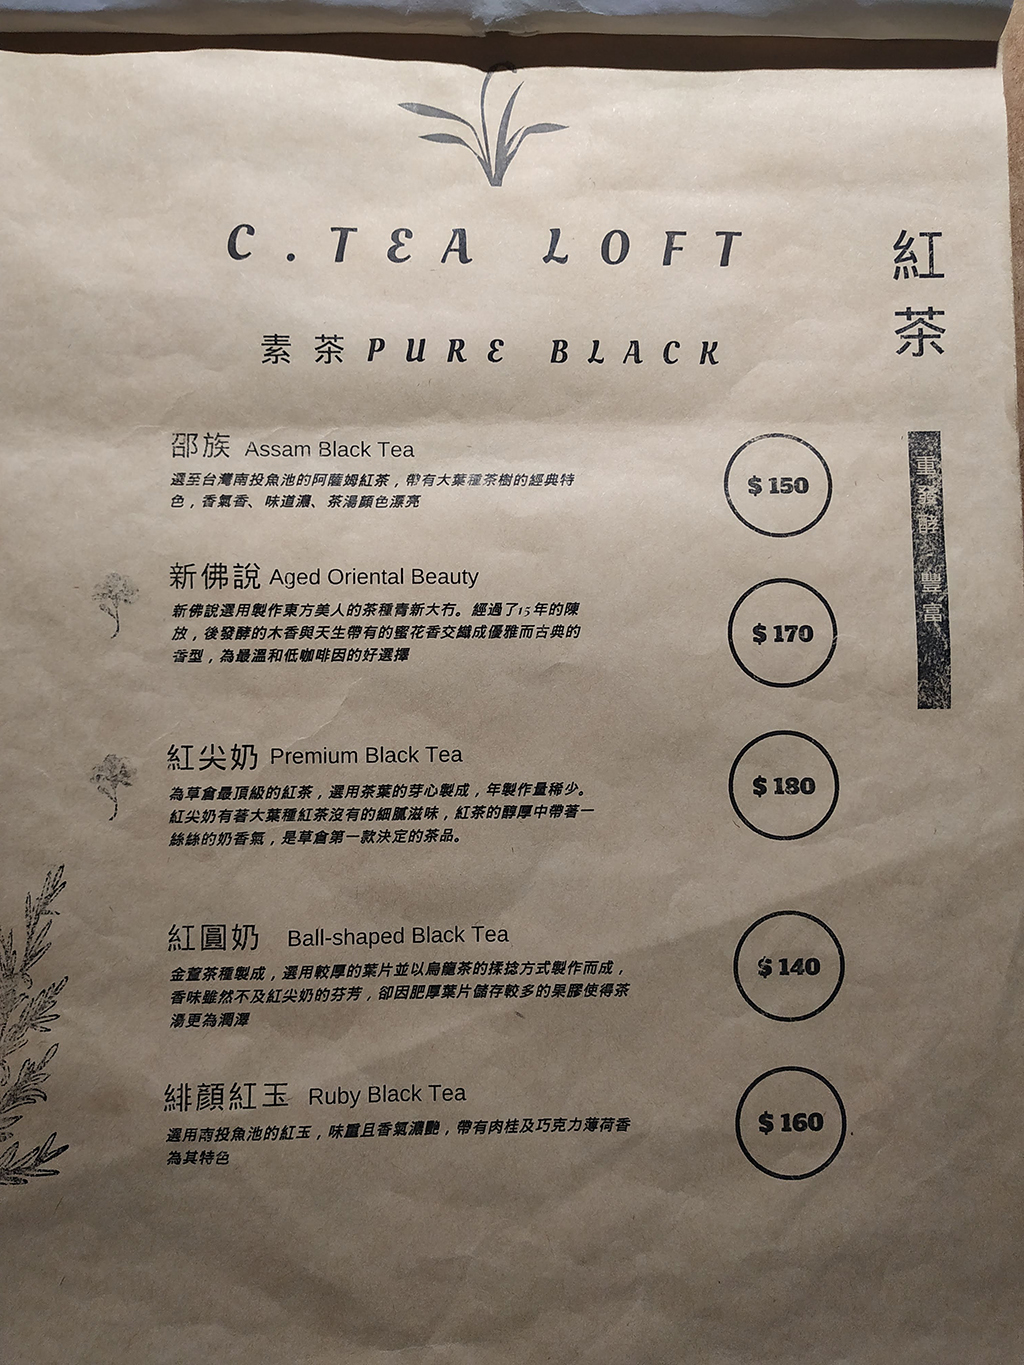 C.TEA LOFT
紅茶
素茶 PURE BLACK
重發酵 豐富
邵族 Assam Black Tea
選至台灣南投魚池的阿薩姆紅茶，帶有大葉種茶樹的經典特
色，香氣香、味道濃、茶湯顏色漂亮
$ 150
新佛說 Aged Oriental Beauty
新佛說選用製作東方美人的茶種青新大冇。經過了15年的陳
放，後發酵的木香與天生帶有的蜜花香交織成優雅而古典的
香型，為最溫和低咖啡因的好選擇
$ 170
紅尖奶 Premium Black Tea
為草倉最頂級的紅茶，選用茶葉的芽心製成，年製作量稀少。
紅尖奶有著大葉種紅茶沒有的細膩滋味，紅茶的醇厚中帶著一
絲絲的奶香氣，是草倉第一款決定的茶品。
$ 180
紅圓奶 Ball-shaped Black Tea
金萱茶種製成，選用較厚的葉片並以烏龍茶的揉捻方式製作而成，
香味雖然不及紅尖奶的芬芳，卻因肥厚葉片儲存較多的果膠使得茶
湯更為潤澤
$ 140
緋顏紅玉 Ruby Black Tea
選用南投魚池的紅玉，味重且香氣濃艷，帶有肉桂及巧克力薄荷香
為其特色
$ 160